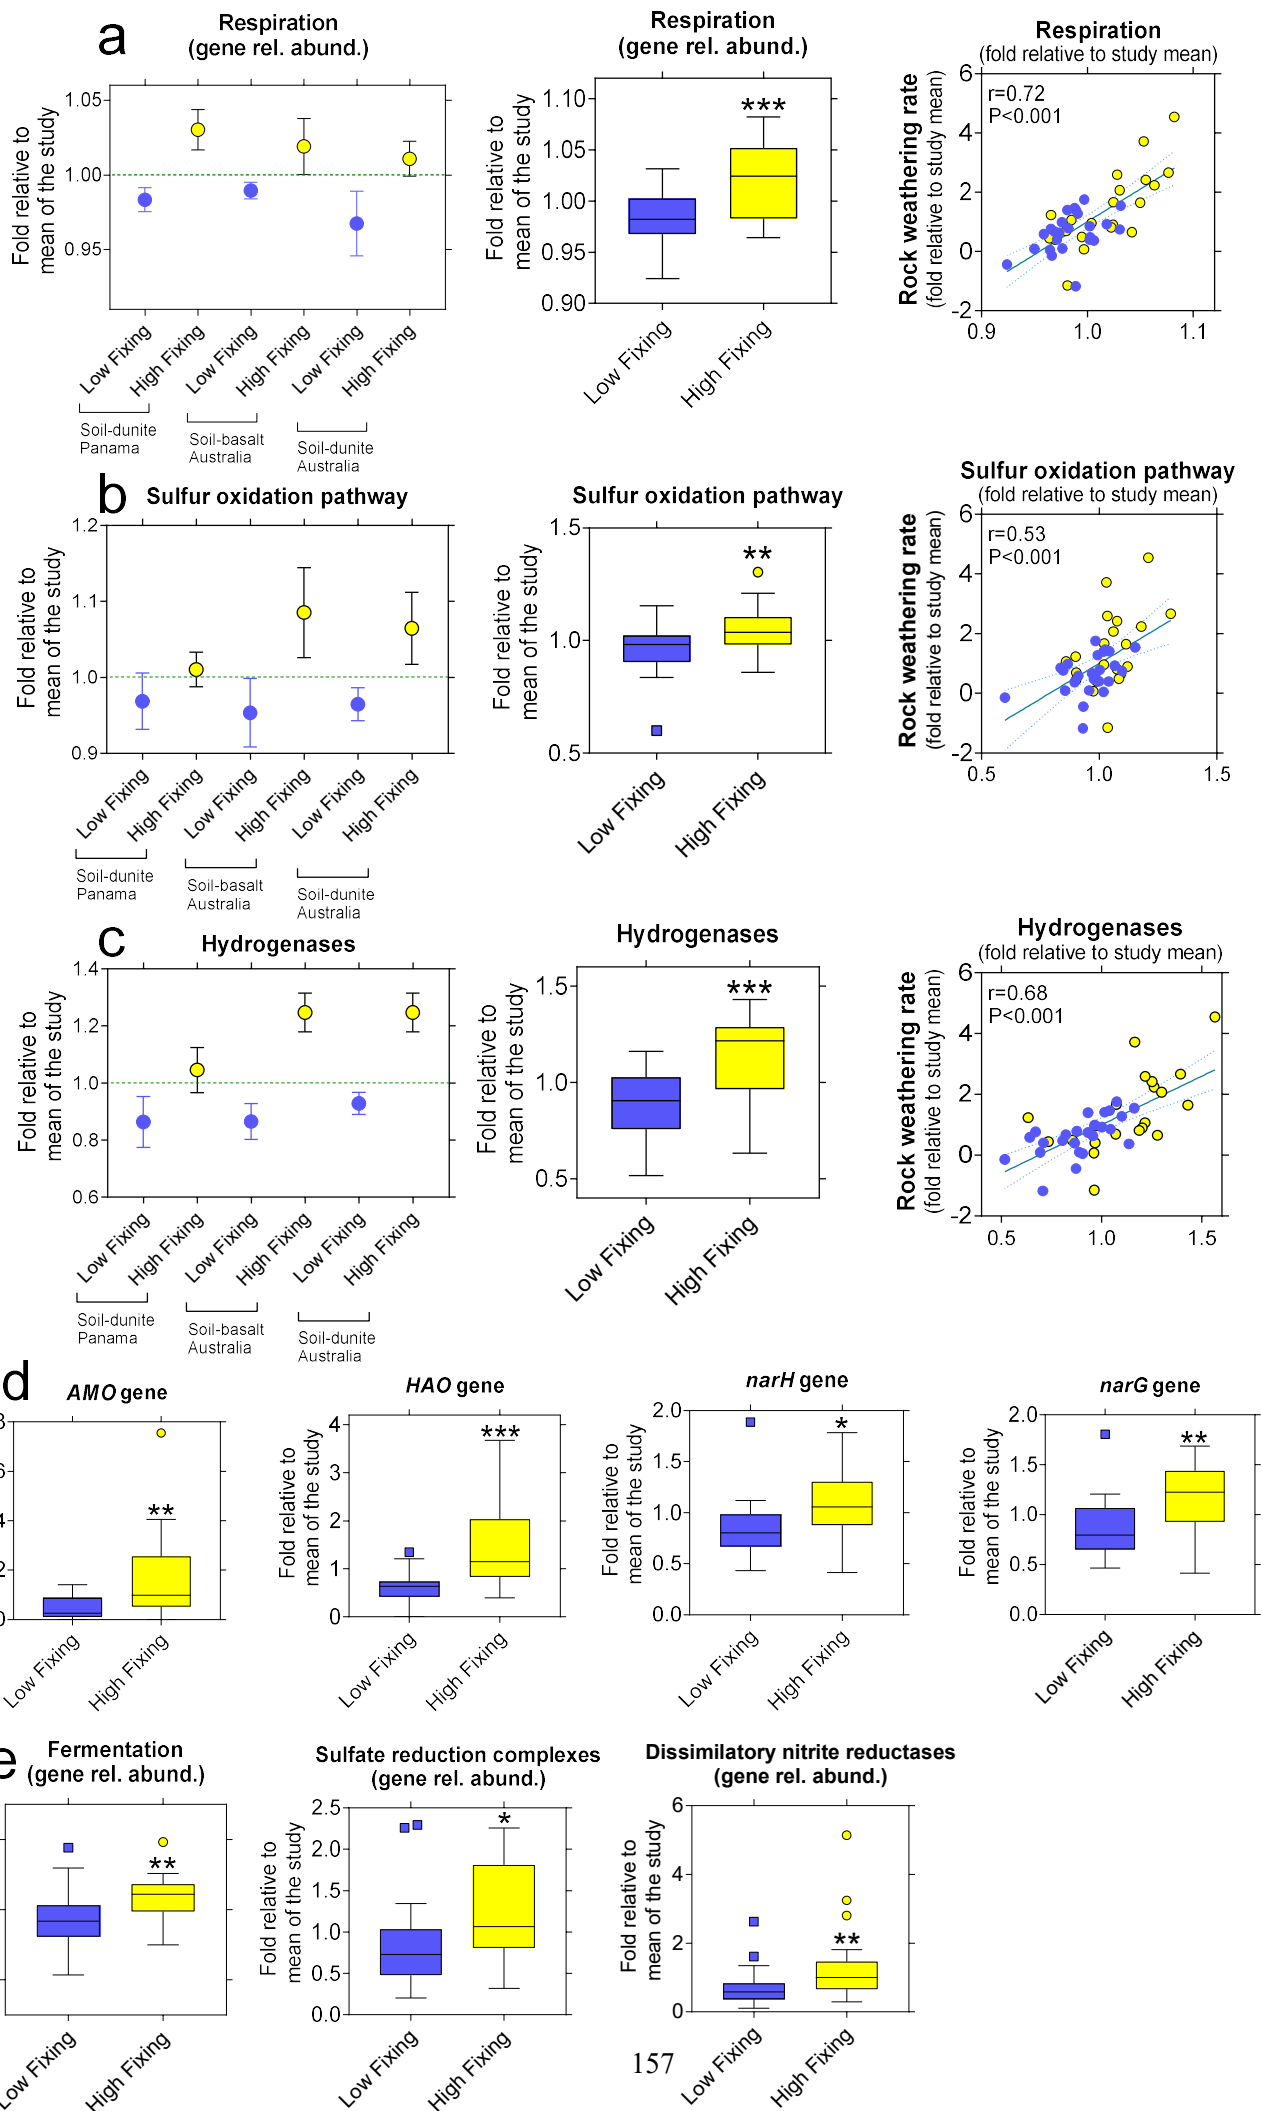 a
Respiration
(gene rel. abund.)
Fold relative to
mean of the study
1.05
1.00
0.95
Low Fixing
High Fixing
Low Fixing
High Fixing
Low Fixing
High Fixing
Soil-dunite
Panama
Soil-basalt
Australia
Soil-dunite
Australia
Respiration
(gene rel. abund.)
Fold relative to
mean of the study
1.10
1.05
1.00
0.95
0.90
***
Low Fixing
High Fixing
Respiration
(fold relative to study mean)
Rock weathering rate
(fold relative to study mean)
r=0.72
P<0.001
6
4
2
0
-2
0.9
1.0
1.1
b
Sulfur oxidation pathway
Fold relative to
mean of the study
1.2
1.1
1.0
0.9
Low Fixing
High Fixing
Low Fixing
High Fixing
Low Fixing
High Fixing
Soil-dunite
Panama
Soil-basalt
Australia
Soil-dunite
Australia
Sulfur oxidation pathway
Fold relative to
mean of the study
1.5
1.0
0.5
**
Low Fixing
High Fixing
Sulfur oxidation pathway
(fold relative to study mean)
Rock weathering rate
(fold relative to study mean)
r=0.53
P<0.001
6
4
2
0
-2
0.5
1.0
1.5
c
Hydrogenases
Fold relative to
mean of the study
1.4
1.2
1.0
0.8
0.6
Low Fixing
High Fixing
Low Fixing
High Fixing
Low Fixing
High Fixing
Soil-dunite
Panama
Soil-basalt
Australia
Soil-dunite
Australia
Hydrogenases
Fold relative to
mean of the study
1.5
1.0
0.5
***
Low Fixing
High Fixing
Hydrogenases
(fold relative to study mean)
Rock weathering rate
(fold relative to study mean)
r=0.68
P<0.001
6
4
2
0
-2
0.5
1.0
1.5
d
AMO gene
8
6
4
2
0
**
Low Fixing
High Fixing
HAO gene
Fold relative to
mean of the study
4
3
2
1
0
***
Low Fixing
High Fixing
narH gene
Fold relative to
mean of the study
2.0
1.5
1.0
0.5
0.0
*
Low Fixing
High Fixing
narG gene
Fold relative to
mean of the study
2.0
1.5
1.0
0.5
0.0
**
Low Fixing
High Fixing
e
Fermentation
(gene rel. abund.)
**
Low Fixing
High Fixing
Sulfate reduction complexes
(gene rel. abund.)
Fold relative to
mean of the study
2.5
2.0
1.5
1.0
0.5
0.0
*
Low Fixing
High Fixing
Dissimilatory nitrite reductases
(gene rel. abund.)
Fold relative to
mean of the study
6
4
2
0
**
Low Fixing
High Fixing
157